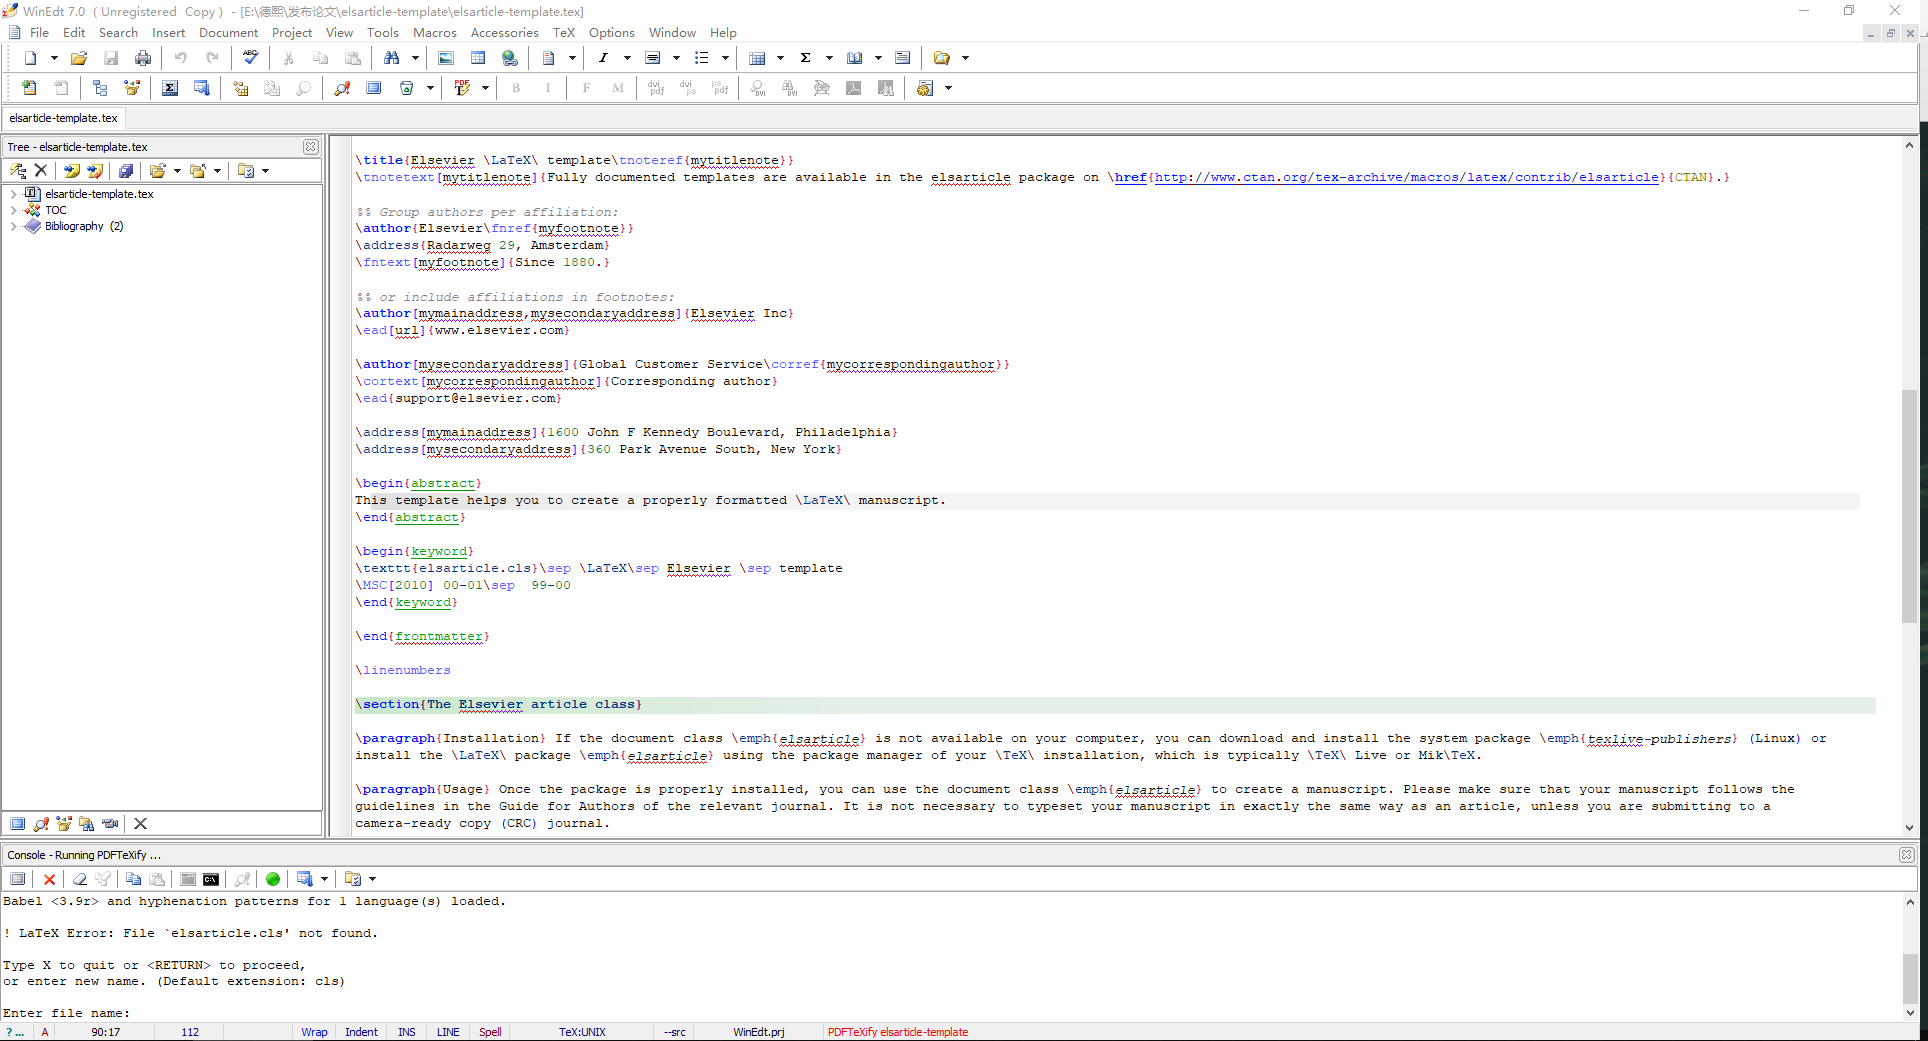 WinEdt 7.0 ( Unregistered Copy ) - [E:\德熙\发布论文\elsarticle-template\elsarticle-template.tex]
File Edit Search Insert Document Project View Tools Macros Accessories TeX Options Window Help
elsarticle-template.tex
Tree - elsarticle-template.tex
elsarticle-template.tex
TOC
Bibliography (2)
\title{Elsevier \LaTeX\ template\tnoteref{mytitlenote}}
\tnotetext[mytitlenote]{Fully documented templates are available in the elsarticle package on \href{http://www.ctan.org/tex-archive/macros/latex/contrib/elsarticle}{CTAN}.}
%% Group authors per affiliation:
\author{Elsevier\fnref{myfootnote}}
\address{Radarweg 29, Amsterdam}
\fntext[myfootnote]{Since 1880.}
%% or include affiliations in footnotes:
\author[mymainaddress,mysecondaryaddress]{Elsevier Inc}
\ead[url]{www.elsevier.com}
\author[mysecondaryaddress]{Global Customer Service\corref{mycorrespondingauthor}}
\cortext[mycorrespondingauthor]{Corresponding author}
\ead{support@elsevier.com}
\address[mymainaddress]{1600 John F Kennedy Boulevard, Philadelphia}
\address[mysecondaryaddress]{360 Park Avenue South, New York}
\begin{abstract}
This template helps you to create a properly formatted \LaTeX\ manuscript.
\end{abstract}
\begin{keyword}
\texttt{elsarticle.cls}\sep \LaTeX\sep Elsevier \sep template
\MSC[2010] 00-01\sep  99-00
\end{keyword}
\end{frontmatter}
\linenumbers
\section{The Elsevier article class}
\paragraph{Installation} If the document class \emph{elsarticle} is not available on your computer, you can download and install the system package \emph{texlive-publishers} (Linux) or
install the \LaTeX\ package \emph{elsarticle} using the package manager of your \TeX\ installation, which is typically \TeX\ Live or Mik\TeX.
\paragraph{Usage} Once the package is properly installed, you can use the document class \emph{elsarticle} to create a manuscript. Please make sure that your manuscript follows the
guidelines in the Guide for Authors of the relevant journal. It is not necessary to typeset your manuscript in exactly the same way as an article, unless you are submitting to a
camera-ready copy (CRC) journal.
Console - Running PDFTeXify ...
Babel <3.9r> and hyphenation patterns for 1 language(s) loaded.
! LaTeX Error: File `elsarticle.cls' not found.
Type X to quit or <RETURN> to proceed,
or enter new name. (Default extension: cls)
Enter file name:
? ... A 90:17 112 Wrap Indent INS LINE Spell TeX:UNIX --src WinEdt.prj PDFTeXify elsarticle-template